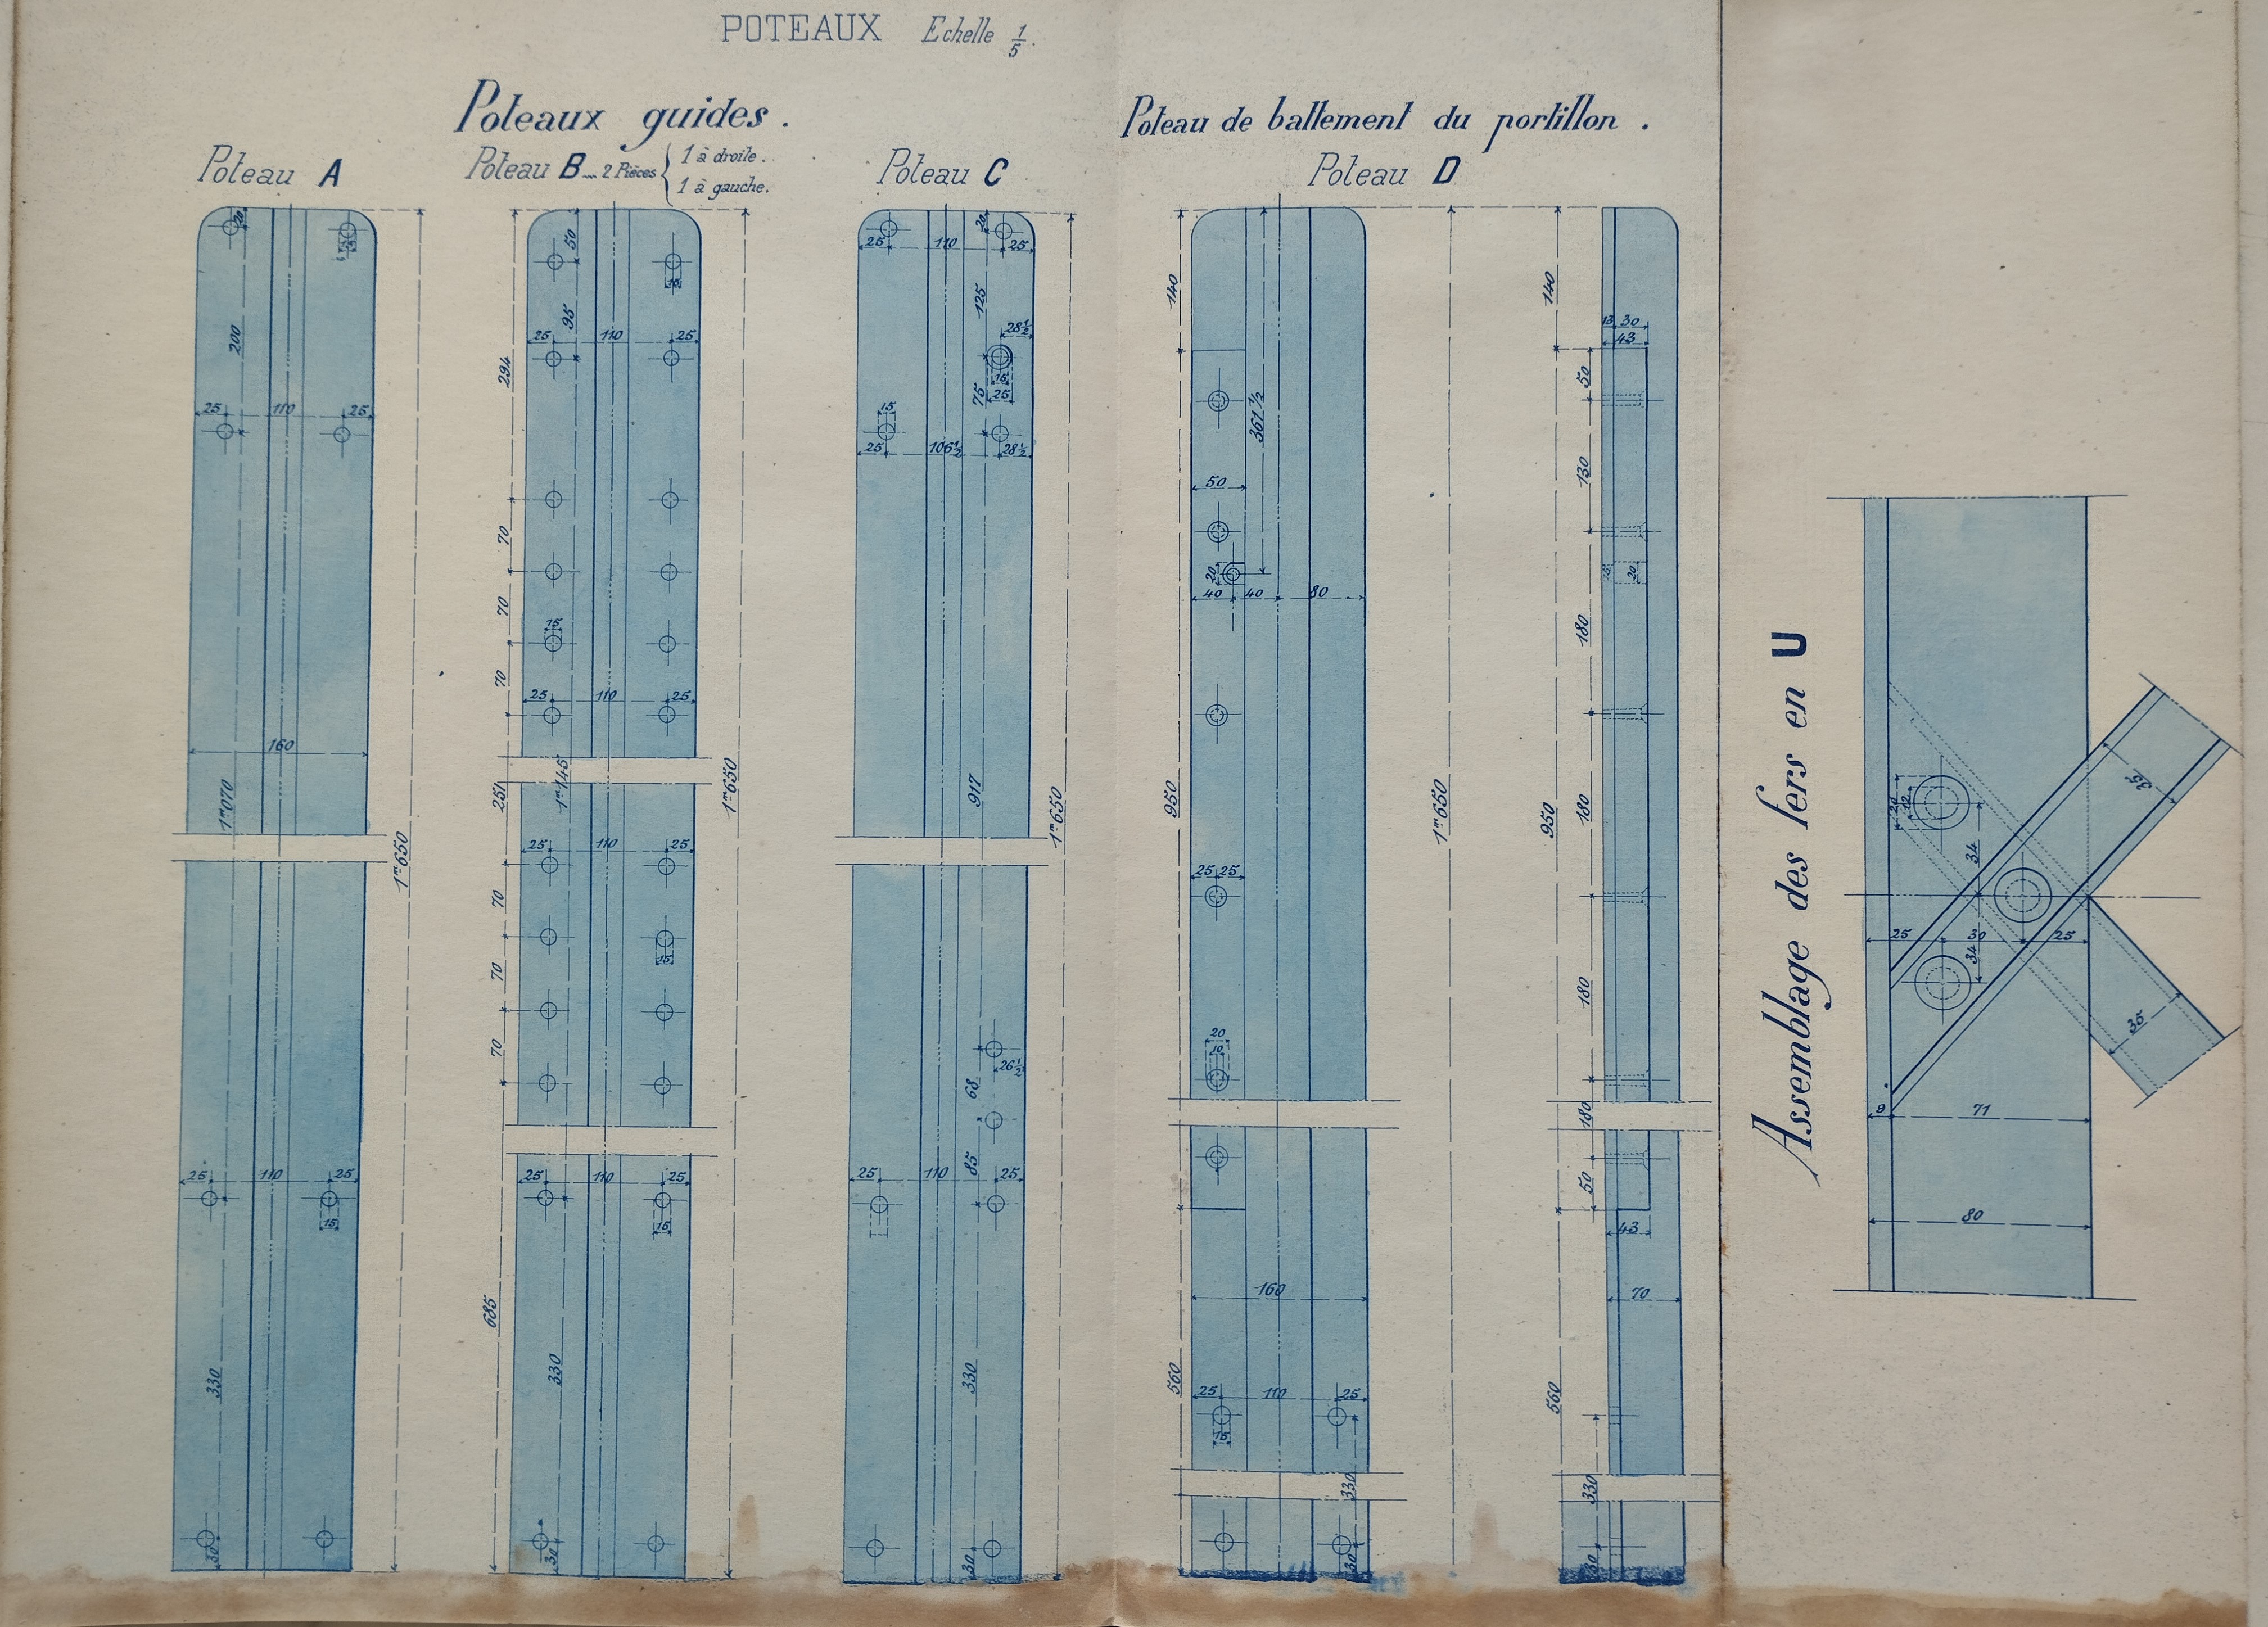 POTEAUX Echelle 1/5.
Poteaux guides.
Poteau de battement du portillon.
Poteau A
Poteau B 2 Pièces { 1 à droite.
1 à gauche.
Poteau C
Poteau D
20
15
200
25 110 25
160
1m070
1m650
25 110 25
15
330
30
50
15
95
25 110 25
294
70
70
15
70
25 110 25
251
1m145
1m650
25 110 25
70
70
15
70
25 110 25
15
685
330
30
20
25 110 25
125
28 1/2
15
25
75
15
25 106 1/2 28 1/2
917
1m650
26 1/2
68
85
25 110 25
330
30
140
361 1/2
50
20
40 40 80
950
25 25
20
10
160
560
25 110 25
15
330
30
1m650
140
13 30
43
50
130
15 20
180
180
950
180
180
50
43
70
560
330
30
Assemblage des fers en U
35
20
12
34
25 30 25
34
35
9 71
80